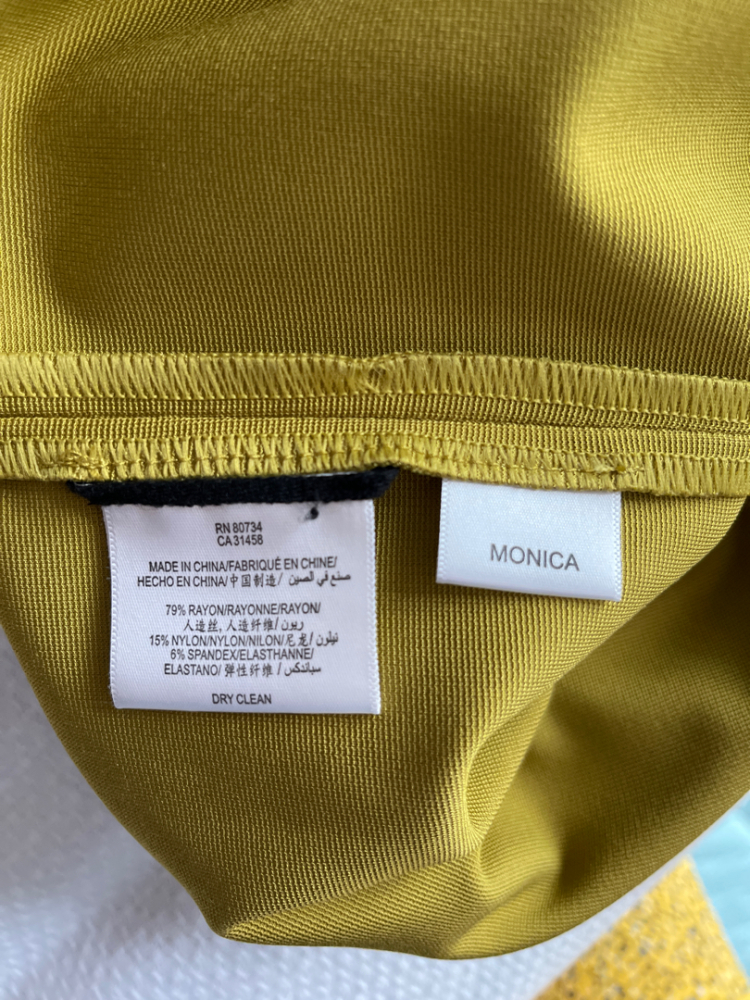 RN 80734
CA 31458
MADE IN CHINA/FABRIQUÉ EN CHINE/
HECHO EN CHINA/中国制造/ صنع في الصين
79% RAYON/RAYONNE/RAYON/
人造丝, 人造纤维/ ريون/
15% NYLON/NYLON/NILON/尼龙/ نيلون/
6% SPANDEX/ELASTHANNE/
ELASTANO/ 弹性纤维 / سباندكس/
DRY CLEAN
MONICA